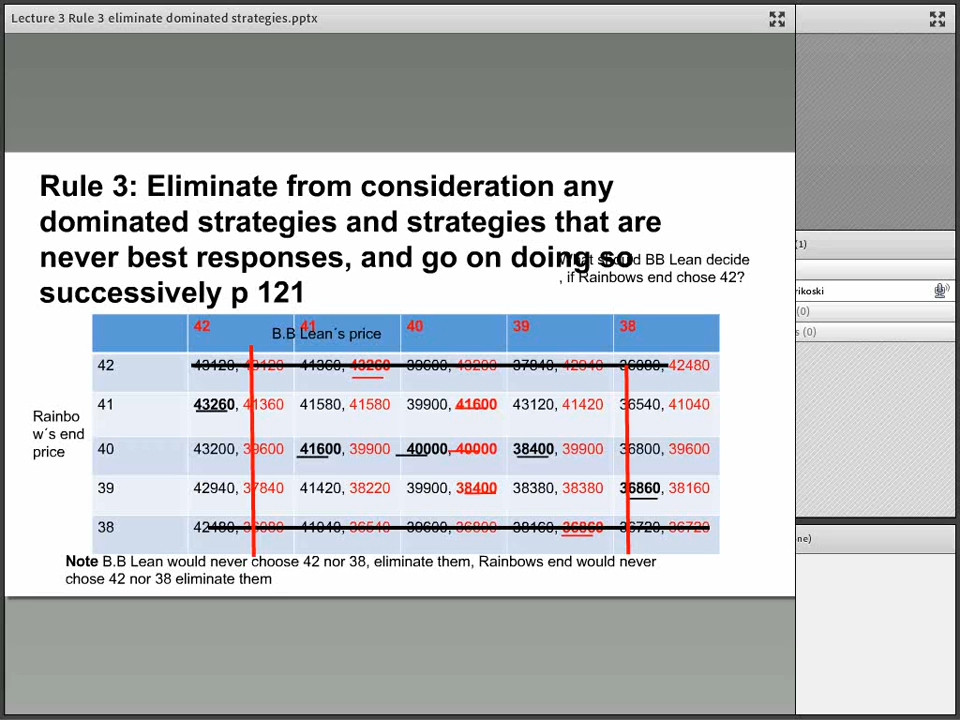 Lecture 3 Rule 3 eliminate dominated strategies.pptx
Rule 3: Eliminate from consideration any
dominated strategies and strategies that are
never best responses, and go on doing so
successively p 121
What should BB Lean decide
, if Rainbows end chose 42?
42 41 40 39 38
B.B Lean´s price
42 43120, 43120 41360, 43260 39600, 43200 37840, 42940 36080, 42480
41 43260, 41360 41580, 41580 39900, 41600 43120, 41420 36540, 41040
Rainbo
w´s end
price
40 43200, 39600 41600, 39900 40000, 40000 38400, 39900 36800, 39600
39 42940, 37840 41420, 38220 39900, 38400 38380, 38380 36860, 38160
38 42480, 36080 41040, 36540 39600, 36800 38160, 36860 36720, 36720
Note B.B Lean would never choose 42 nor 38, eliminate them, Rainbows end would never
chose 42 nor 38 eliminate them
(1)
rikoski
(0)
s (0)
ne)